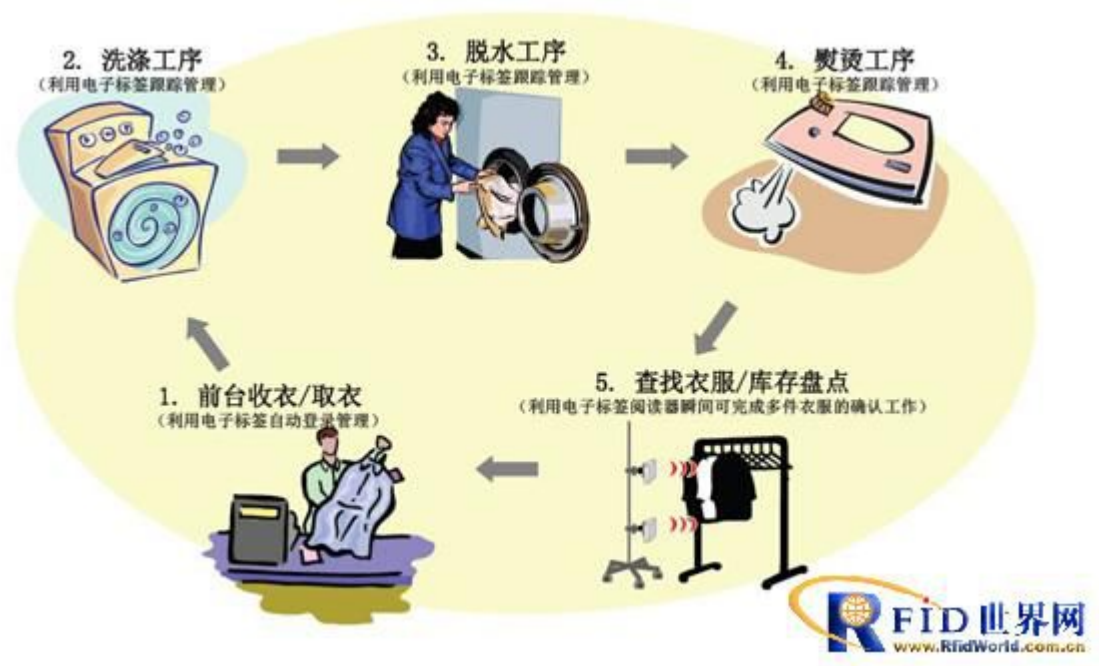 2. 洗涤工序
（利用电子标签跟踪管理）
3. 脱水工序
（利用电子标签跟踪管理）
4. 熨烫工序
（利用电子标签跟踪管理）
1. 前台收衣/取衣
（利用电子标签自动登录管理）
5. 查找衣服/库存盘点
（利用电子标签阅读器瞬间可完成多件衣服的确认工作）
RFID世界网
www.RfidWorld.com.cn